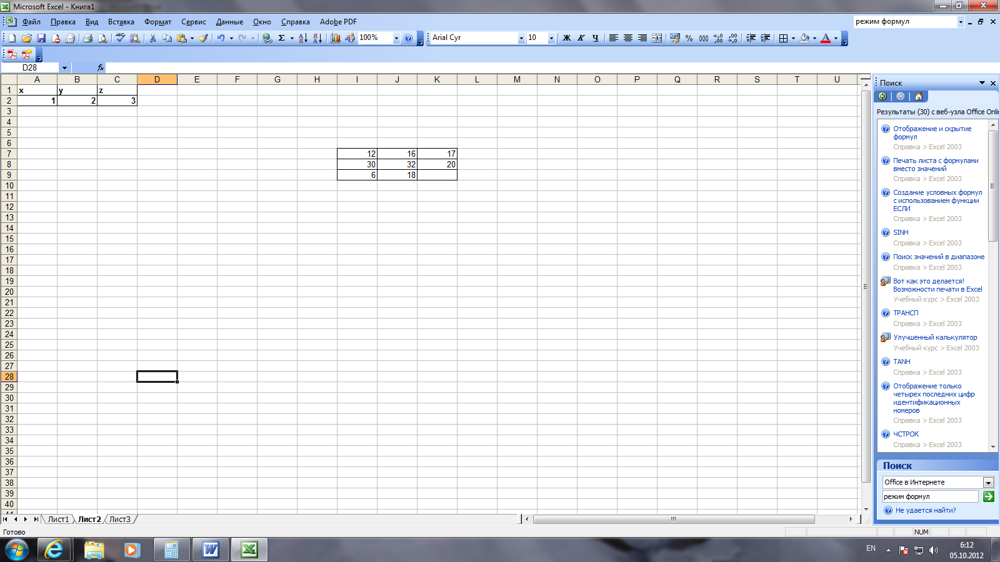 Microsoft Excel - Книга1
Файл Правка Вид Вставка Формат Сервис Данные Окно Справка Adobe PDF
режим формул
100%
Arial Cyr
10
Ж К Ч
D28
fx
A B C D E F G H I J K L M N O P Q R S T U
1 x y z
2 1 2 3
3
4
5
6
7 12 16 17
8 30 32 20
9 6 18
10
11
12
13
14
15
16
17
18
19
20
21
22
23
24
25
26
27
28
29
30
31
32
33
34
35
36
37
38
39
40
41
Лист1 Лист2 Лист3
Готово
NUM
Поиск
Результаты (30) с веб-узла Office Onli
Отображение и скрытие
формул
Справка > Excel 2003
Печать листа с формулами
вместо значений
Справка > Excel 2003
Создание условных формул
с использованием функции
ЕСЛИ
Справка > Excel 2003
SINH
Справка > Excel 2003
Поиск значений в диапазоне
Справка > Excel 2003
Вот как это делается!
Возможности печати в Excel
Учебный курс > Excel 2003
ТРАНСП
Справка > Excel 2003
Улучшенный калькулятор
Учебный курс > Excel 2003
TANH
Справка > Excel 2003
Отображение только
четырех последних цифр
идентификационных
номеров
Справка > Excel 2003
ЧСТРОК
Справка > Excel 2003
Поиск
Office в Интернете
режим формул
Не удается найти?
EN
6:12
05.10.2012